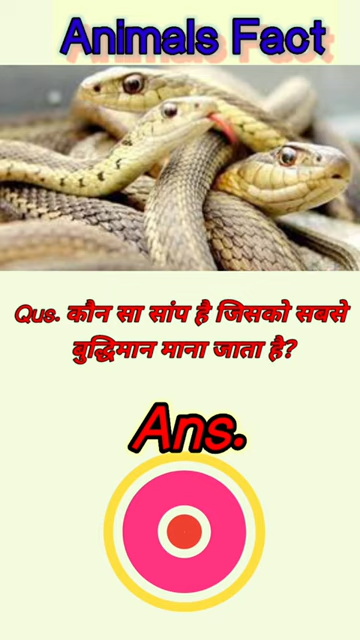 Animals Fact
Qus. कौन सा सांप है जिसको सबसे
बुद्धिमान माना जाता है?
Ans.